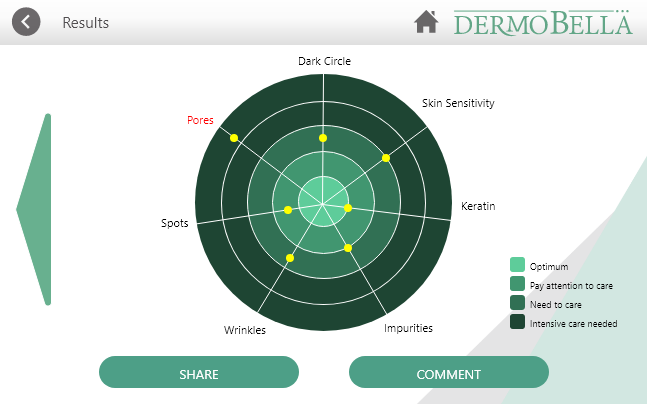 Results
DERMOBELLA
Dark Circle
Skin Sensitivity
Pores
Keratin
Spots
Optimum
Pay attention to care
Need to care
Intensive care needed
Wrinkles
Impurities
SHARE
COMMENT